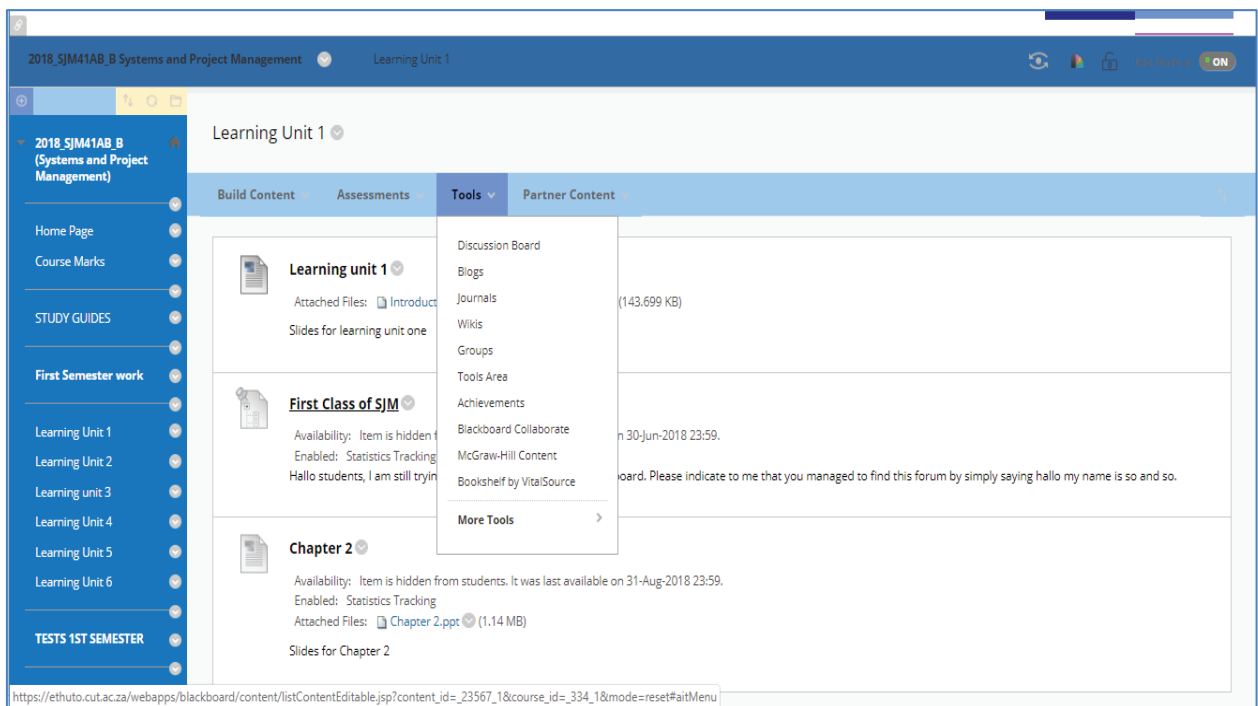 2018_SJM41AB_B Systems and Project Management
Learning Unit 1
ON
2018_SJM41AB_B
(Systems and Project
Management)
Home Page
Course Marks
STUDY GUIDES
First Semester work
Learning Unit 1
Learning Unit 2
Learning unit 3
Learning Unit 4
Learning Unit 5
Learning Unit 6
TESTS 1ST SEMESTER
Learning Unit 1
Build Content
Assessments
Tools
Partner Content
Discussion Board
Blogs
Journals
Wikis
Groups
Tools Area
Achievements
Blackboard Collaborate
McGraw-Hill Content
Bookshelf by VitalSource
More Tools
Learning unit 1
Attached Files: Introduct (143.699 KB)
Slides for learning unit one
First Class of SJM
Availability: Item is hidden f n 30-Jun-2018 23:59.
Enabled: Statistics Tracking
Hallo students, I am still tryin oard. Please indicate to me that you managed to find this forum by simply saying hallo my name is so and so.
Chapter 2
Availability: Item is hidden from students. It was last available on 31-Aug-2018 23:59.
Enabled: Statistics Tracking
Attached Files: Chapter 2.ppt (1.14 MB)
Slides for Chapter 2
https://ethuto.cut.ac.za/webapps/blackboard/content/listContentEditable.jsp?content_id=_23567_1&course_id=_334_1&mode=reset#aitMenu